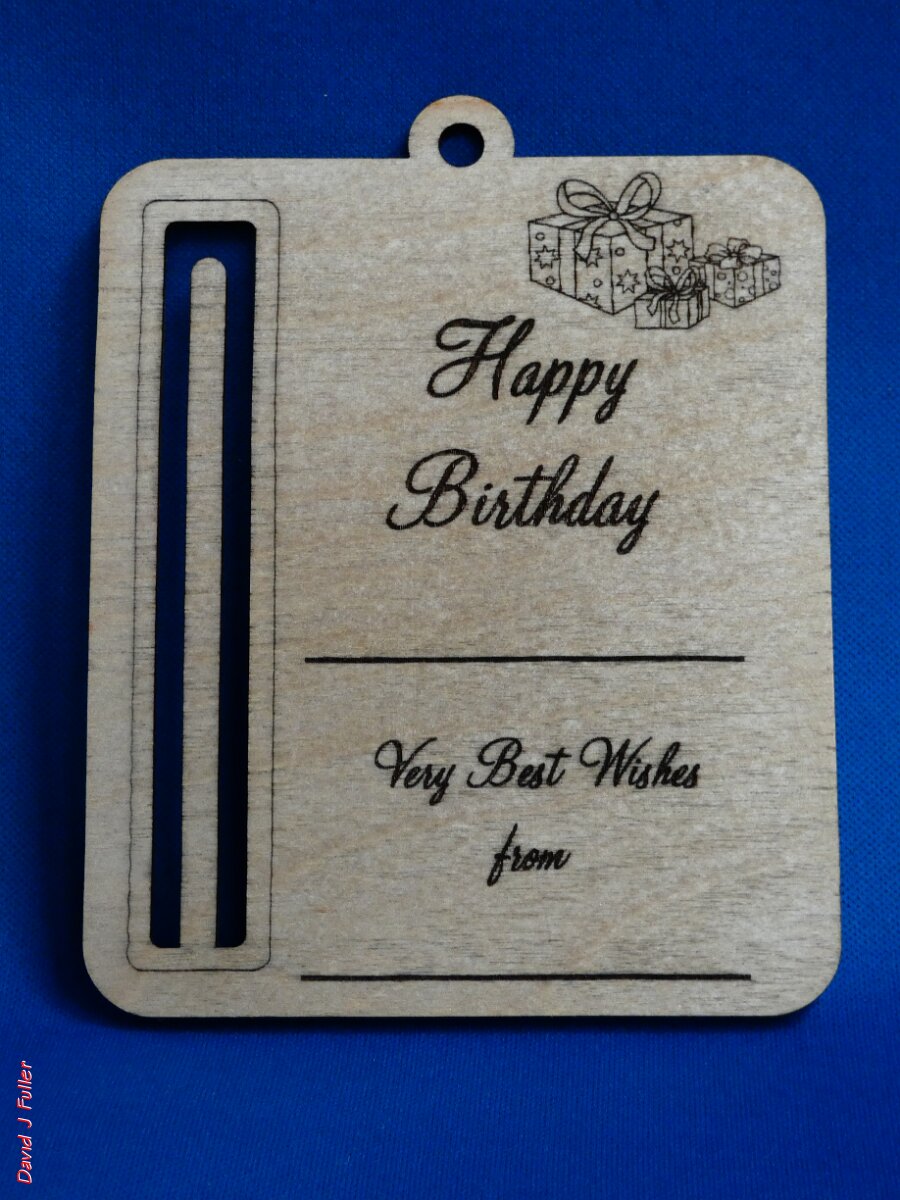 Happy
Birthday
Very Best Wishes
from
David J Fuller